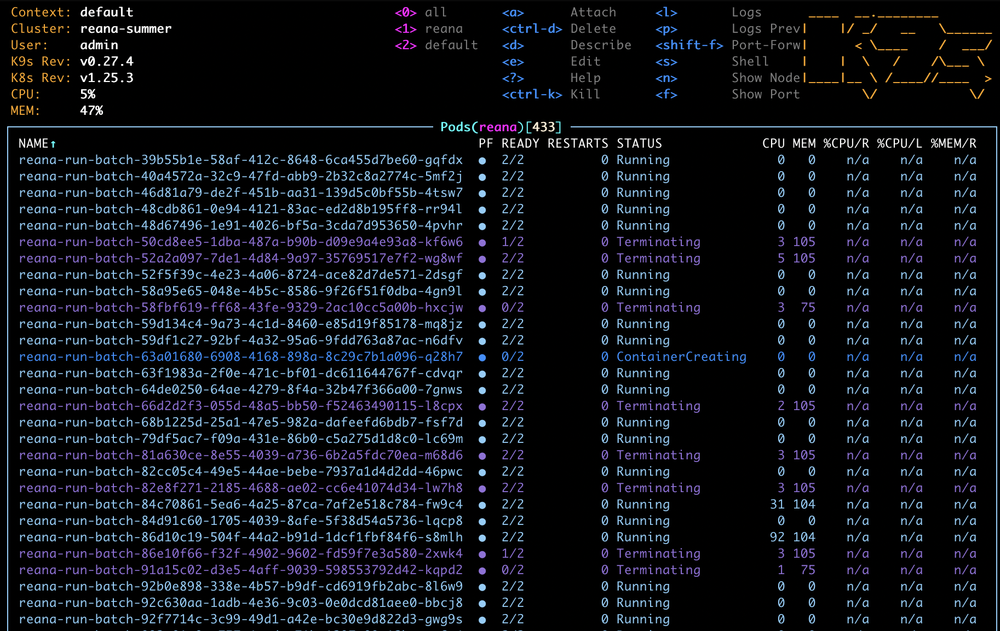 Context: default <0> all <a> Attach <l> Logs
Cluster: reana-summer <1> reana <ctrl-d> Delete <p> Logs Prev
User: admin <2> default <d> Describe <shift-f> Port-Forw
K9s Rev: v0.27.4 <e> Edit <s> Shell
K8s Rev: v1.25.3 <?> Help <n> Show Node
CPU: 5% <ctrl-k> Kill <f> Show Port
MEM: 47%
Pods(reana)[433]
NAME↑ PF READY RESTARTS STATUS CPU MEM %CPU/R %CPU/L %MEM/R
reana-run-batch-39b55b1e-58af-412c-8648-6ca455d7be60-gqfdx ● 2/2 0 Running 0 0 n/a n/a n/a
reana-run-batch-40a4572a-32c9-47fd-abb9-2b32c8a2774c-5mf2j ● 2/2 0 Running 0 0 n/a n/a n/a
reana-run-batch-46d81a79-de2f-451b-aa31-139d5c0bf55b-4tsw7 ● 2/2 0 Running 0 0 n/a n/a n/a
reana-run-batch-48cdb861-0e94-4121-83ac-ed2d8b195ff8-rr94l ● 2/2 0 Running 0 0 n/a n/a n/a
reana-run-batch-48d67496-1e91-4026-bf5a-3cda7d953650-4pvhr ● 2/2 0 Running 0 0 n/a n/a n/a
reana-run-batch-50cd8ee5-1dba-487a-b90b-d09e9a4e93a8-kf6w6 ● 1/2 0 Terminating 3 105 n/a n/a n/a
reana-run-batch-52a2a097-7de1-4d84-9a97-35769517e7f2-wg8wf ● 2/2 0 Terminating 5 105 n/a n/a n/a
reana-run-batch-52f5f39c-4e23-4a06-8724-ace82d7de571-2dsgf ● 2/2 0 Running 0 0 n/a n/a n/a
reana-run-batch-58a95e65-048e-4b5c-8586-9f26f51f0dba-4gn9l ● 2/2 0 Running 0 0 n/a n/a n/a
reana-run-batch-58fbf619-ff68-43fe-9329-2ac10cc5a00b-hxcjw ● 0/2 0 Terminating 3 75 n/a n/a n/a
reana-run-batch-59d134c4-9a73-4c1d-8460-e85d19f85178-mq8jz ● 2/2 0 Running 0 0 n/a n/a n/a
reana-run-batch-59df1c27-92bf-4a32-95a6-9fdd763a87ac-n6dfv ● 2/2 0 Running 0 0 n/a n/a n/a
reana-run-batch-63a01680-6908-4168-898a-8c29c7b1a096-q28h7 ● 0/2 0 ContainerCreating 0 0 n/a n/a n/a
reana-run-batch-63f1983a-2f0e-471c-bf01-dc611644767f-cdvqr ● 2/2 0 Running 0 0 n/a n/a n/a
reana-run-batch-64de0250-64ae-4279-8f4a-32b47f366a00-7gnws ● 2/2 0 Running 0 0 n/a n/a n/a
reana-run-batch-66d2d2f3-055d-48a5-bb50-f52463490115-l8cpx ● 2/2 0 Terminating 2 105 n/a n/a n/a
reana-run-batch-68b1225d-25a1-47e5-982a-dafeefd6bdb7-fsf7d ● 2/2 0 Running 0 0 n/a n/a n/a
reana-run-batch-79df5ac7-f09a-431e-86b0-c5a275d1d8c0-lc69m ● 2/2 0 Running 0 0 n/a n/a n/a
reana-run-batch-81a630ce-8e55-4039-a736-6b2a5fdc70ea-m68d6 ● 2/2 0 Terminating 3 105 n/a n/a n/a
reana-run-batch-82cc05c4-49e5-44ae-bebe-7937a1d4d2dd-46pwc ● 2/2 0 Running 0 0 n/a n/a n/a
reana-run-batch-82e8f271-2185-4688-ae02-cc6e41074d34-lw7h8 ● 2/2 0 Terminating 3 105 n/a n/a n/a
reana-run-batch-84c70861-5ea6-4a25-87ca-7af2e518c784-fw9c4 ● 2/2 0 Running 31 104 n/a n/a n/a
reana-run-batch-84d91c60-1705-4039-8afe-5f38d54a5736-lqcp8 ● 2/2 0 Running 0 0 n/a n/a n/a
reana-run-batch-86d10c19-504f-44a2-b91d-1dcf1fbf84f6-s8mlh ● 2/2 0 Running 92 104 n/a n/a n/a
reana-run-batch-86e10f66-f32f-4902-9602-fd59f7e3a580-2xwk4 ● 1/2 0 Terminating 3 105 n/a n/a n/a
reana-run-batch-91a15c02-d3e5-4aff-9039-598553792d42-kqpd2 ● 0/2 0 Terminating 1 75 n/a n/a n/a
reana-run-batch-92b0e898-338e-4b57-b9df-cd6919fb2abc-8l6w9 ● 2/2 0 Running 0 0 n/a n/a n/a
reana-run-batch-92c630aa-1adb-4e36-9c03-0e0dcd81aee0-bbcj8 ● 2/2 0 Running 0 0 n/a n/a n/a
reana-run-batch-92f7714c-3c99-49d1-a42e-bc30e9d822d3-gwg9s ● 2/2 0 Running 0 0 n/a n/a n/a